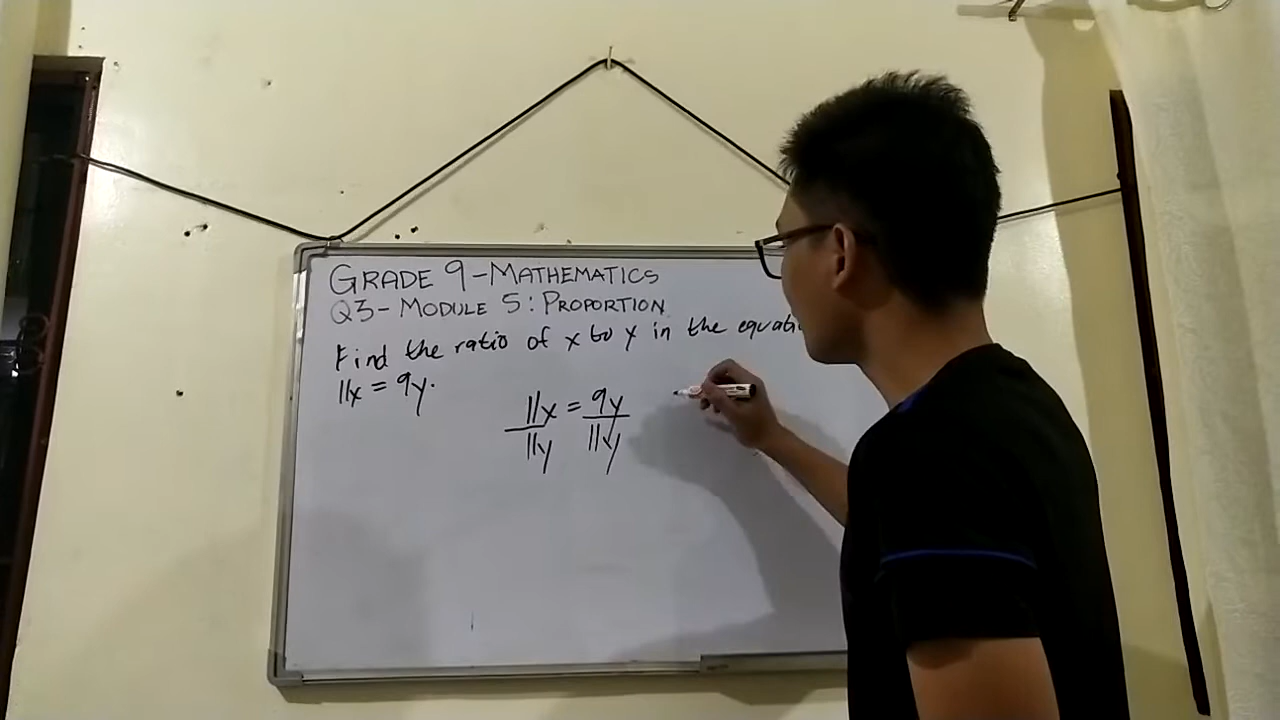 GRADE 9-MATHEMATICS
Q3-MODULE 5: PROPORTION
Find the ratio of x to y in the
11x = 9y.
11x = 9y
11y 11y